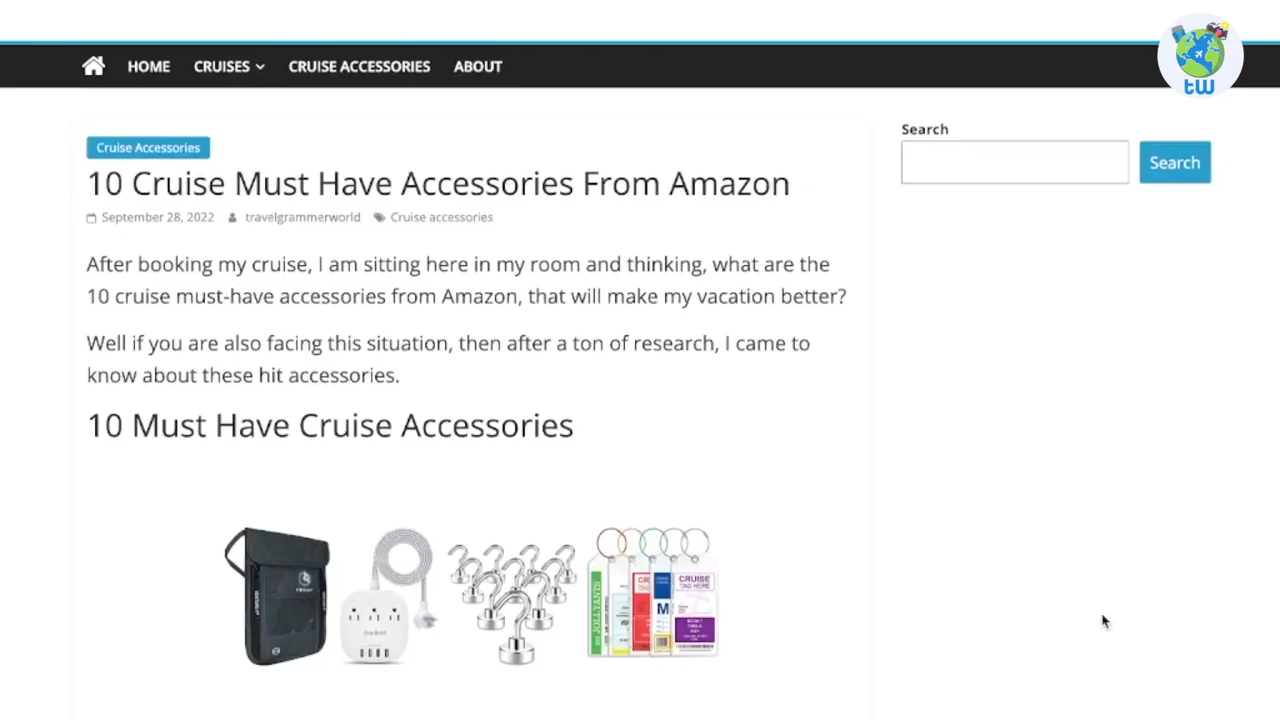 tw
HOME CRUISES CRUISE ACCESSORIES ABOUT
Cruise Accessories
10 Cruise Must Have Accessories From Amazon
September 28, 2022 travelgrammerworld Cruise accessories
After booking my cruise, I am sitting here in my room and thinking, what are the
10 cruise must-have accessories from Amazon, that will make my vacation better?
Well if you are also facing this situation, then after a ton of research, I came to
know about these hit accessories.
10 Must Have Cruise Accessories
Search
Search
CRUISE
TAG HERE